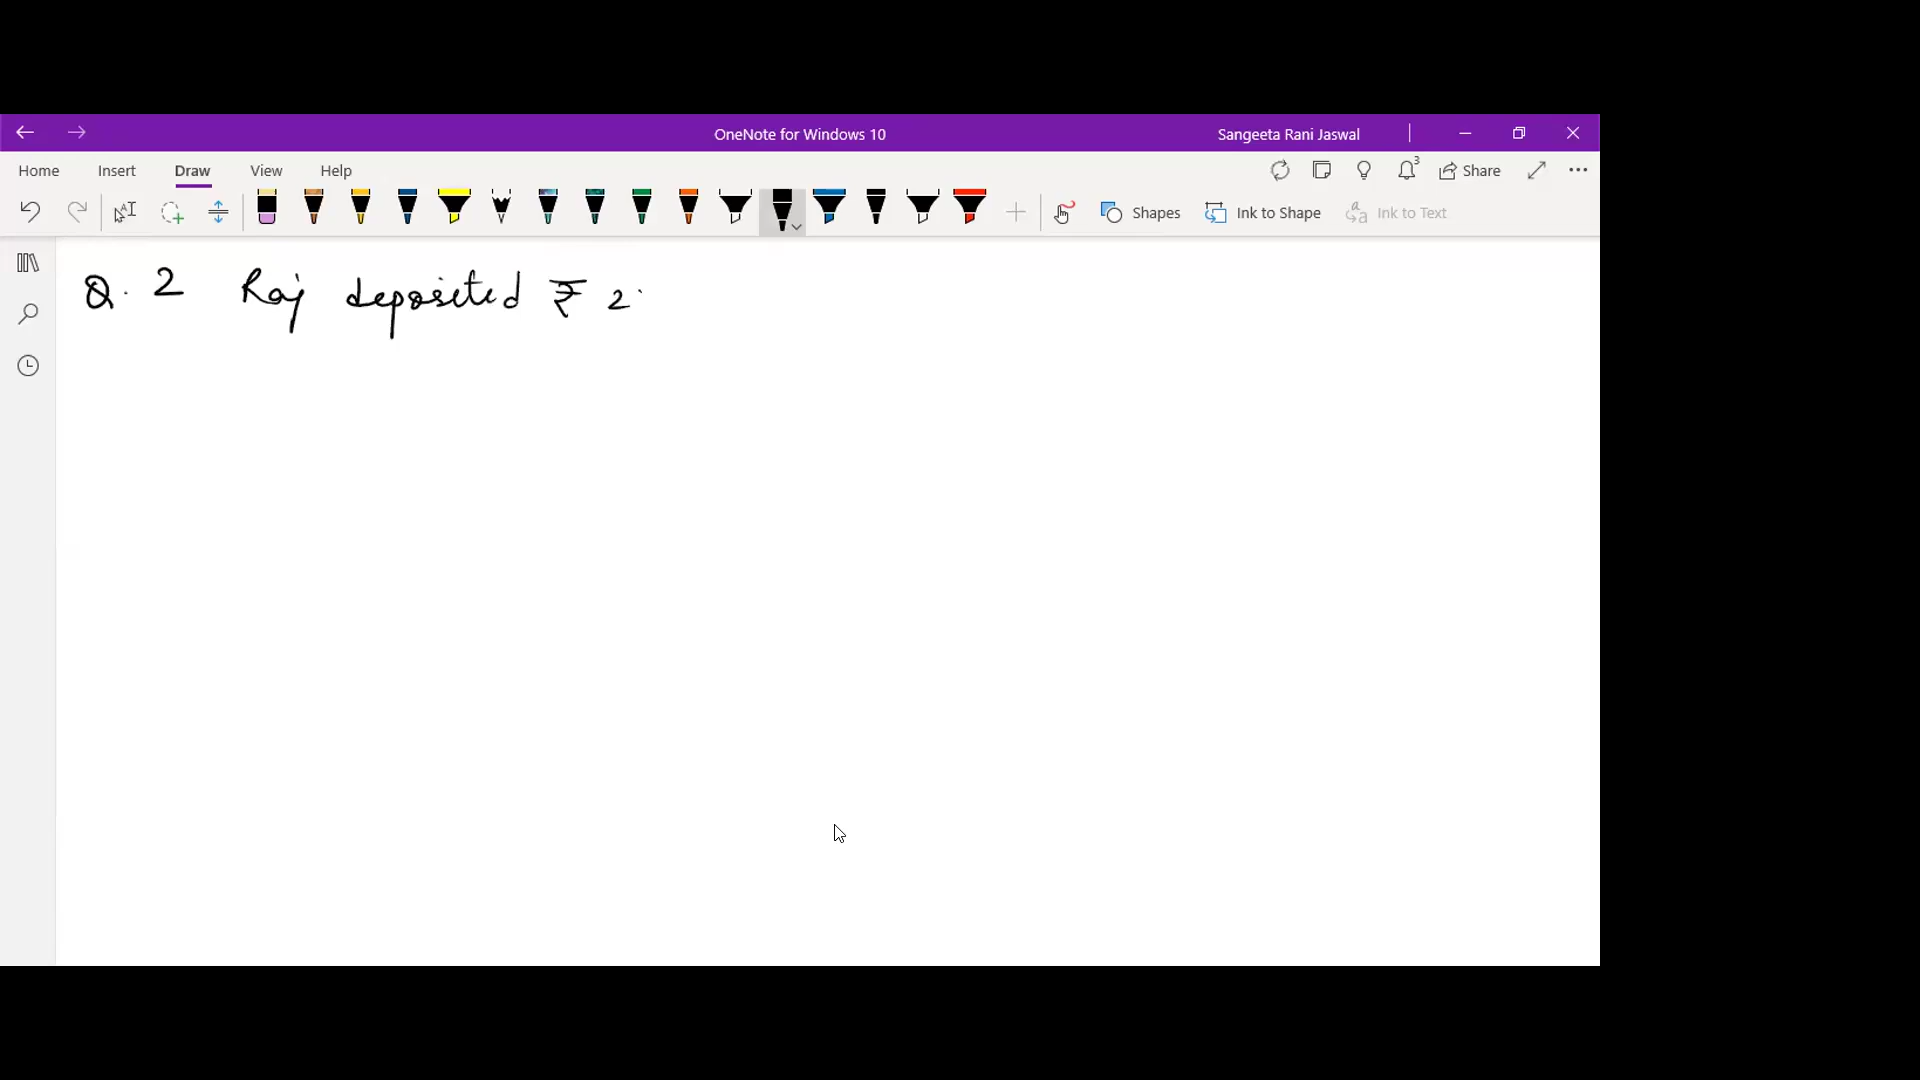 OneNote for Windows 10
Sangeeta Rani Jaswal
Home Insert Draw View Help
3
Share
Shapes
Ink to Shape
Ink to Text
Q. 2 Raj deposited ₹ 2